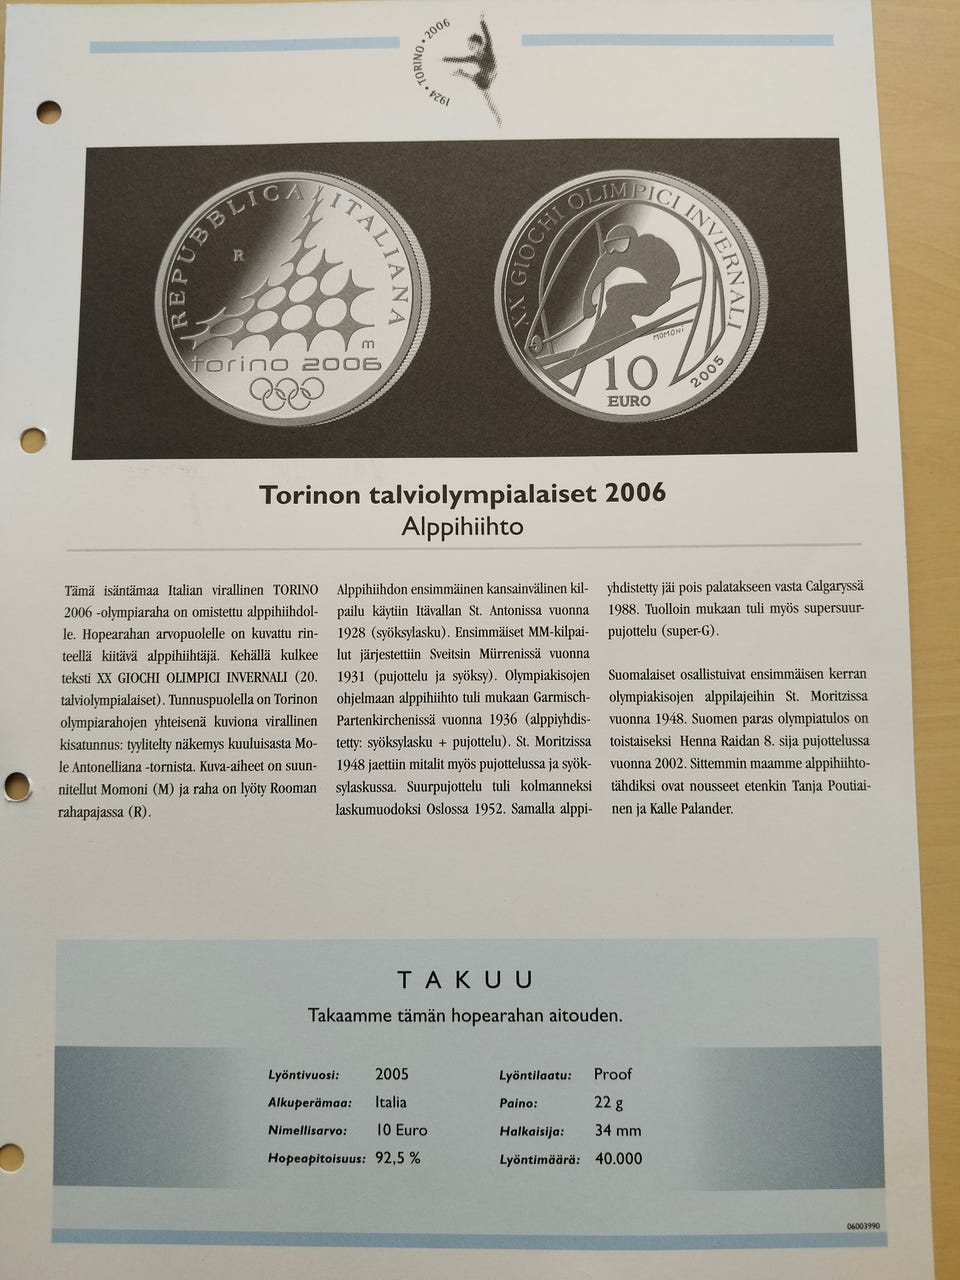 1924 • TORINO • 2006
REPUBBLICA ITALIANA
R
m
torino 2006
XX GIOCHI OLIMPICI INVERNALI
MOMONI
10
EURO
2005
Torinon talviolympialaiset 2006
Alppihiihto
Tämä isäntämaa Italian virallinen TORINO
2006 -olympiaraha on omistettu alppihiihdol-
le. Hopearahan arvopuolelle on kuvattu rin-
teellä kiitävä alppihiihtäjä. Kehällä kulkee
teksti XX GIOCHI OLIMPICI INVERNALI (20.
talviolympialaiset). Tunnuspuolella on Torinon
olympiarahojen yhteisenä kuviona virallinen
kisatunnus: tyylitelty näkemys kuuluisasta Mo-
le Antonelliana -tornista. Kuva-aiheet on suun-
nitellut Momoni (M) ja raha on lyöty Rooman
rahapajassa (R).
Alppihiihdon ensimmäinen kansainvälinen kil-
pailu käytiin Itävallan St. Antonissa vuonna
1928 (syöksylasku). Ensimmäiset MM-kilpai-
lut järjestettiin Sveitsin Mürrenissä vuonna
1931 (pujottelu ja syöksy). Olympiakisojen
ohjelmaan alppihiihto tuli mukaan Garmisch-
Partenkirchenissä vuonna 1936 (alppiyhdis-
tetty: syöksylasku + pujottelu). St. Moritzissa
1948 jaettiin mitalit myös pujottelussa ja syök-
sylaskussa. Suurpujottelu tuli kolmanneksi
laskumuodoksi Oslossa 1952. Samalla alppi-
yhdistetty jäi pois palatakseen vasta Calgaryssä
1988. Tuolloin mukaan tuli myös supersuur-
pujottelu (super-G).
Suomalaiset osallistuivat ensimmäisen kerran
olympiakisojen alppilajeihin St. Moritzissa
vuonna 1948. Suomen paras olympiatulos on
toistaiseksi Henna Raidan 8. sija pujottelussa
vuonna 2002. Sittemmin maamme alppihiihto-
tähdiksi ovat nousseet etenkin Tanja Poutiai-
nen ja Kalle Palander.
TAKUU
Takaamme tämän hopearahan aitouden.
Lyöntivuosi: 2005
Alkuperämaa: Italia
Nimellisarvo: 10 Euro
Hopeapitoisuus: 92,5 %
Lyöntilaatu: Proof
Paino: 22 g
Halkaisija: 34 mm
Lyöntimäärä: 40.000
06003990